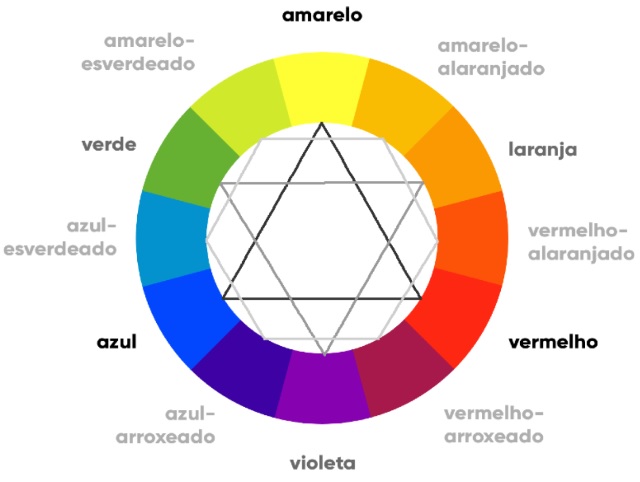 amarelo
amarelo-
esverdeado
amarelo-
alaranjado
verde
laranja
azul-
esverdeado
vermelho-
alaranjado
azul
vermelho
azul-
arroxeado
vermelho-
arroxeado
violeta